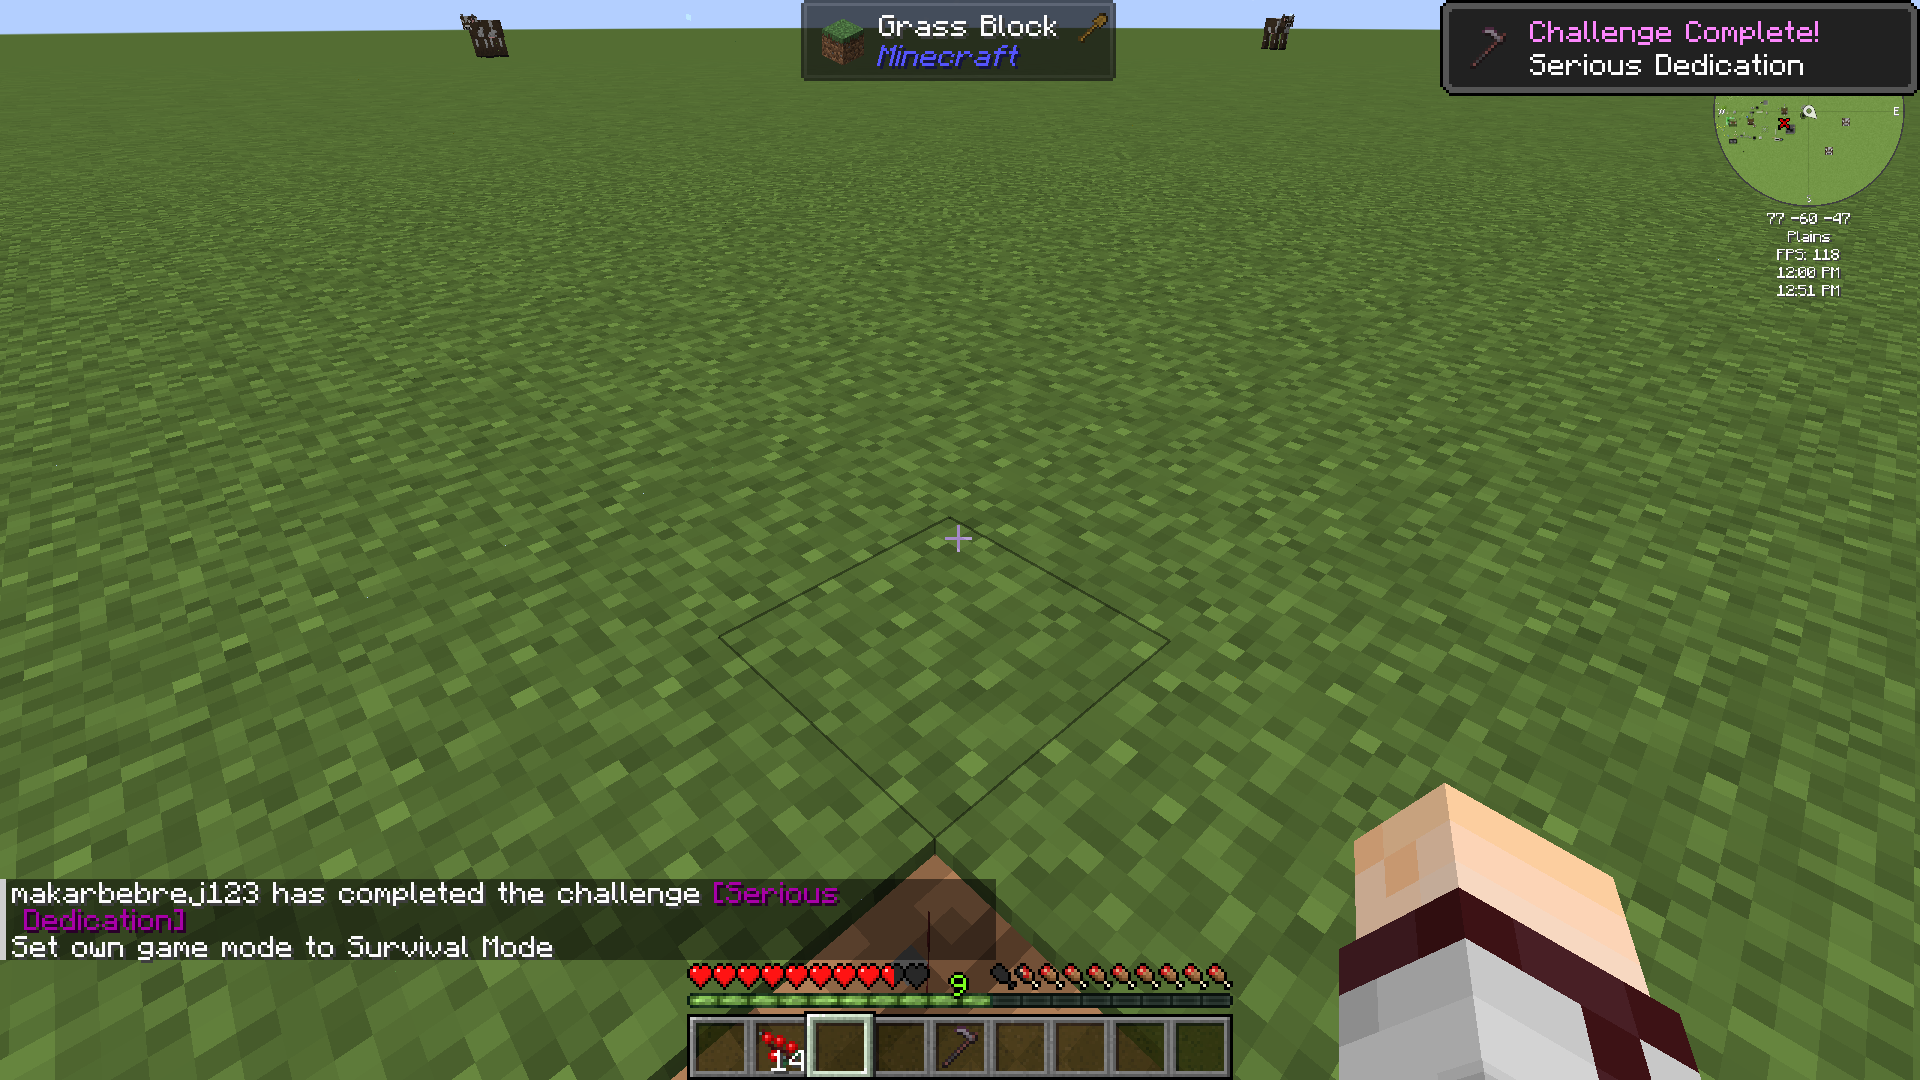 Grass Block
Minecraft
Challenge Complete!
Serious Dedication
W
E
77 -60 -47
Plains
FPS: 118
12:00 PM
12:51 PM
makarbebrej123 has completed the challenge [Serious
Dedication]
Set own game mode to Survival Mode
9
14